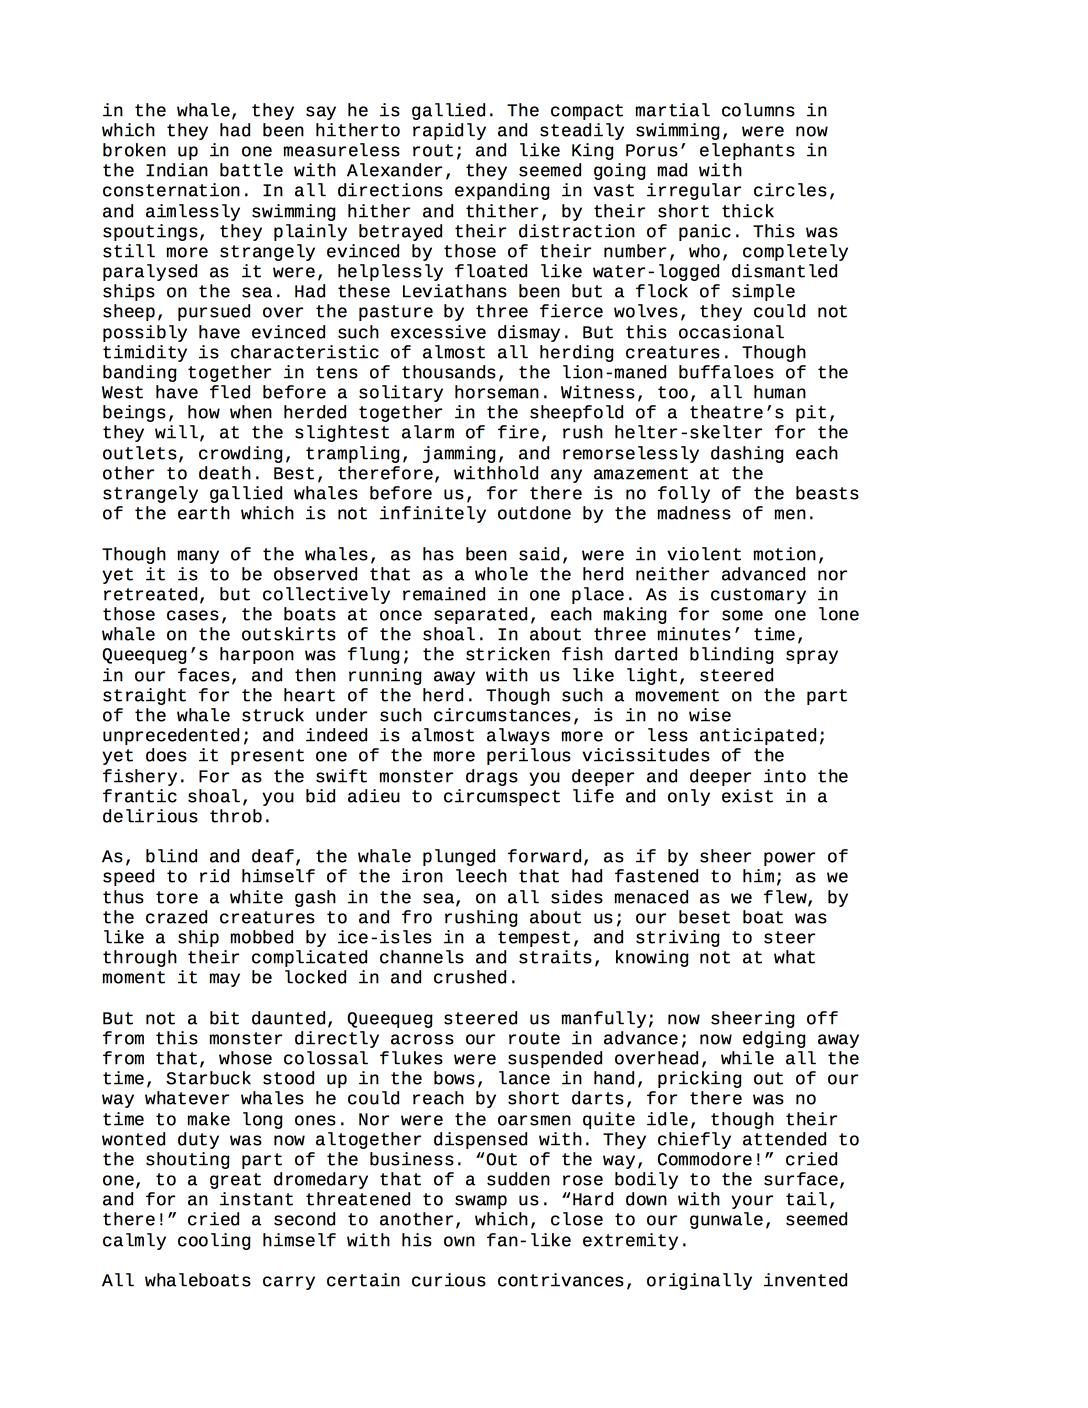 in the whale, they say he is gallied. The compact martial columns in
which they had been hitherto rapidly and steadily swimming, were now
broken up in one measureless rout; and like King Porus’ elephants in
the Indian battle with Alexander, they seemed going mad with
consternation. In all directions expanding in vast irregular circles,
and aimlessly swimming hither and thither, by their short thick
spoutings, they plainly betrayed their distraction of panic. This was
still more strangely evinced by those of their number, who, completely
paralysed as it were, helplessly floated like water-logged dismantled
ships on the sea. Had these Leviathans been but a flock of simple
sheep, pursued over the pasture by three fierce wolves, they could not
possibly have evinced such excessive dismay. But this occasional
timidity is characteristic of almost all herding creatures. Though
banding together in tens of thousands, the lion-maned buffaloes of the
West have fled before a solitary horseman. Witness, too, all human
beings, how when herded together in the sheepfold of a theatre’s pit,
they will, at the slightest alarm of fire, rush helter-skelter for the
outlets, crowding, trampling, jamming, and remorselessly dashing each
other to death. Best, therefore, withhold any amazement at the
strangely gallied whales before us, for there is no folly of the beasts
of the earth which is not infinitely outdone by the madness of men.

Though many of the whales, as has been said, were in violent motion,
yet it is to be observed that as a whole the herd neither advanced nor
retreated, but collectively remained in one place. As is customary in
those cases, the boats at once separated, each making for some one lone
whale on the outskirts of the shoal. In about three minutes’ time,
Queequeg’s harpoon was flung; the stricken fish darted blinding spray
in our faces, and then running away with us like light, steered
straight for the heart of the herd. Though such a movement on the part
of the whale struck under such circumstances, is in no wise
unprecedented; and indeed is almost always more or less anticipated;
yet does it present one of the more perilous vicissitudes of the
fishery. For as the swift monster drags you deeper and deeper into the
frantic shoal, you bid adieu to circumspect life and only exist in a
delirious throb.

As, blind and deaf, the whale plunged forward, as if by sheer power of
speed to rid himself of the iron leech that had fastened to him; as we
thus tore a white gash in the sea, on all sides menaced as we flew, by
the crazed creatures to and fro rushing about us; our beset boat was
like a ship mobbed by ice-isles in a tempest, and striving to steer
through their complicated channels and straits, knowing not at what
moment it may be locked in and crushed.

But not a bit daunted, Queequeg steered us manfully; now sheering off
from this monster directly across our route in advance; now edging away
from that, whose colossal flukes were suspended overhead, while all the
time, Starbuck stood up in the bows, lance in hand, pricking out of our
way whatever whales he could reach by short darts, for there was no
time to make long ones. Nor were the oarsmen quite idle, though their
wonted duty was now altogether dispensed with. They chiefly attended to
the shouting part of the business. “Out of the way, Commodore!” cried
one, to a great dromedary that of a sudden rose bodily to the surface,
and for an instant threatened to swamp us. “Hard down with your tail,
there!” cried a second to another, which, close to our gunwale, seemed
calmly cooling himself with his own fan-like extremity.

All whaleboats carry certain curious contrivances, originally invented